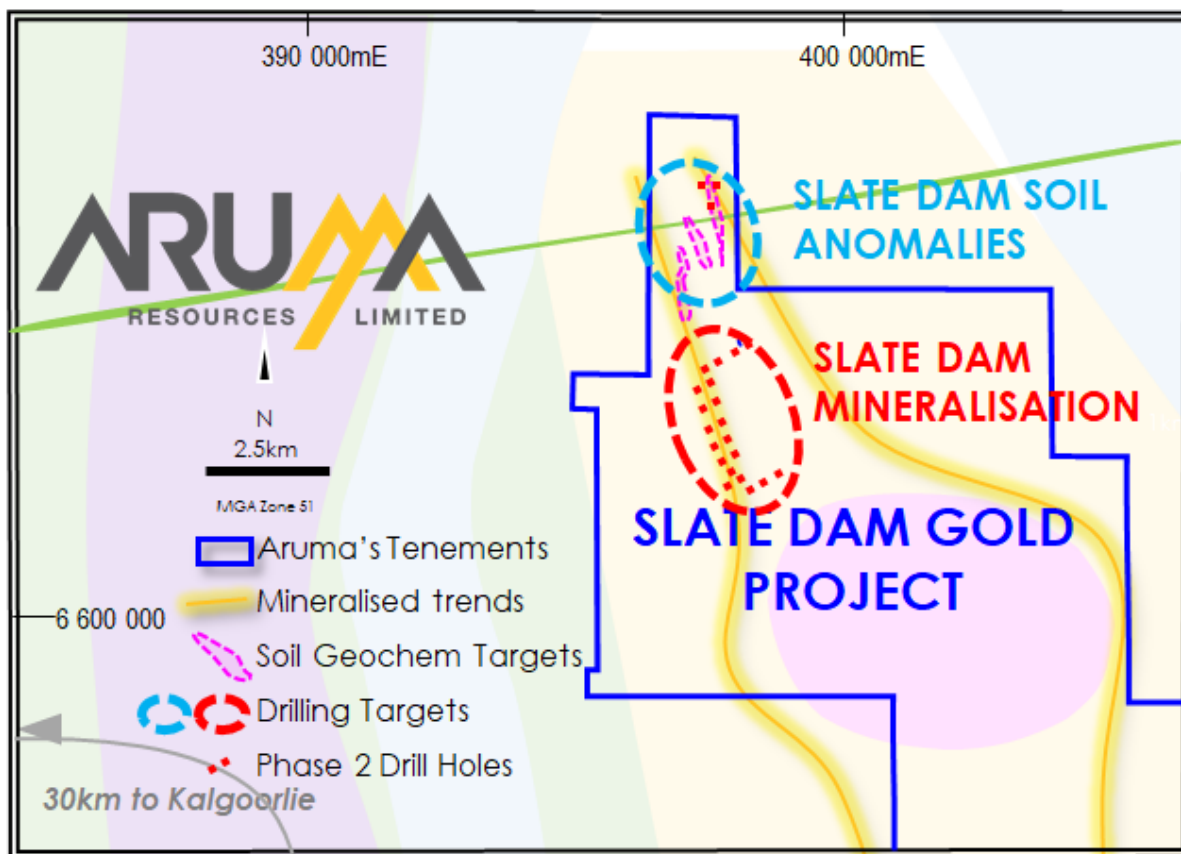 390 000mE
400 000mE
ARUMA
RESOURCES LIMITED
SLATE DAM SOIL
ANOMALIES
SLATE DAM
MINERALISATION
N
2.5km
MGA Zone 51
SLATE DAM GOLD
PROJECT
Aruma's Tenements
Mineralised trends
6 600 000
Soil Geochem Targets
Drilling Targets
Phase 2 Drill Holes
30km to Kalgoorlie